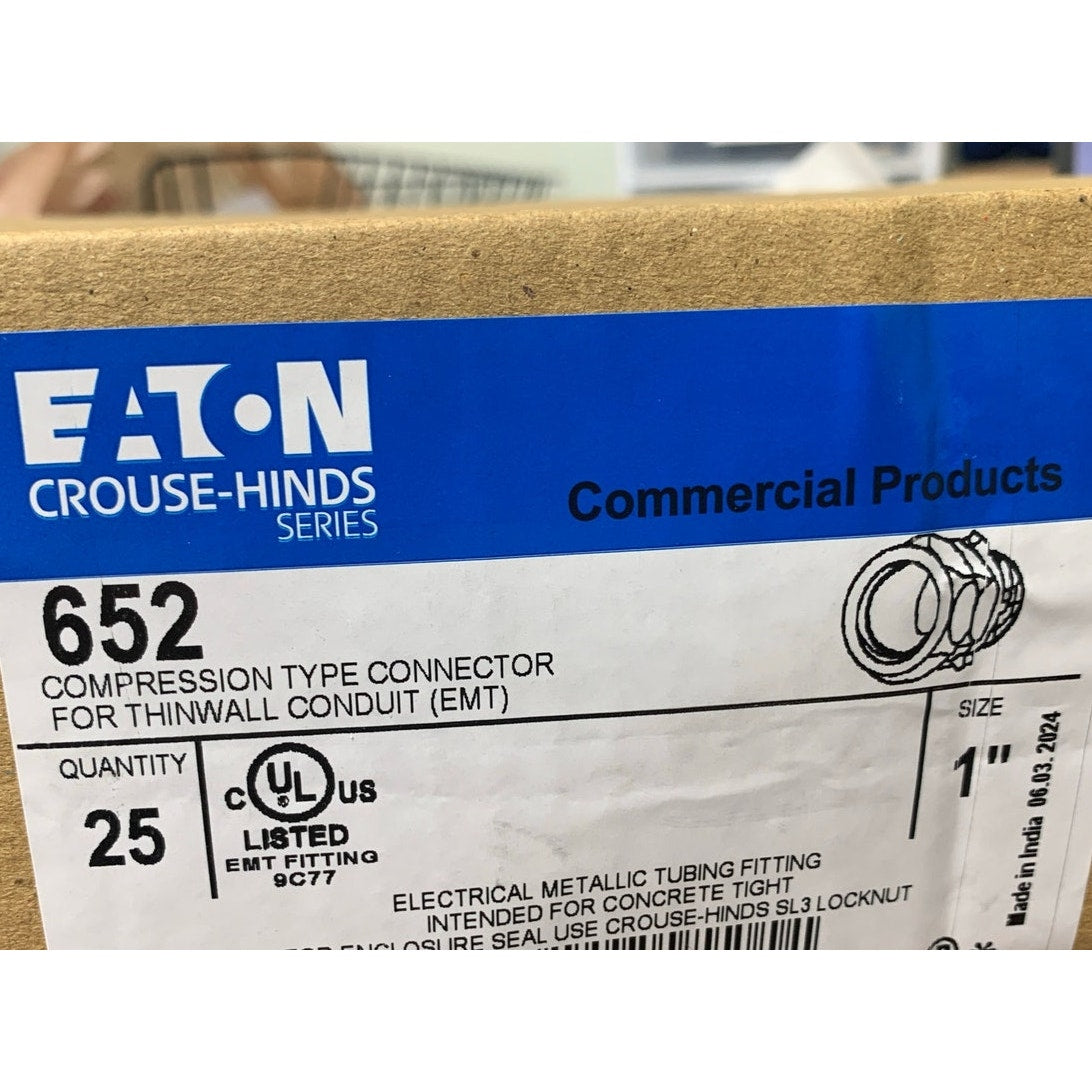 EATON
CROUSE-HINDS
SERIES
Commercial Products
652
COMPRESSION TYPE CONNECTOR
FOR THINWALL CONDUIT (EMT)
QUANTITY
25
C UL ® US
LISTED
EMT FITTING
9C77
SIZE
1"
Made in India 06.03. 2024
ELECTRICAL METALLIC TUBING FITTING
INTENDED FOR CONCRETE TIGHT
FOR ENCLOSURE SEAL USE CROUSE-HINDS SL3 LOCKNUT